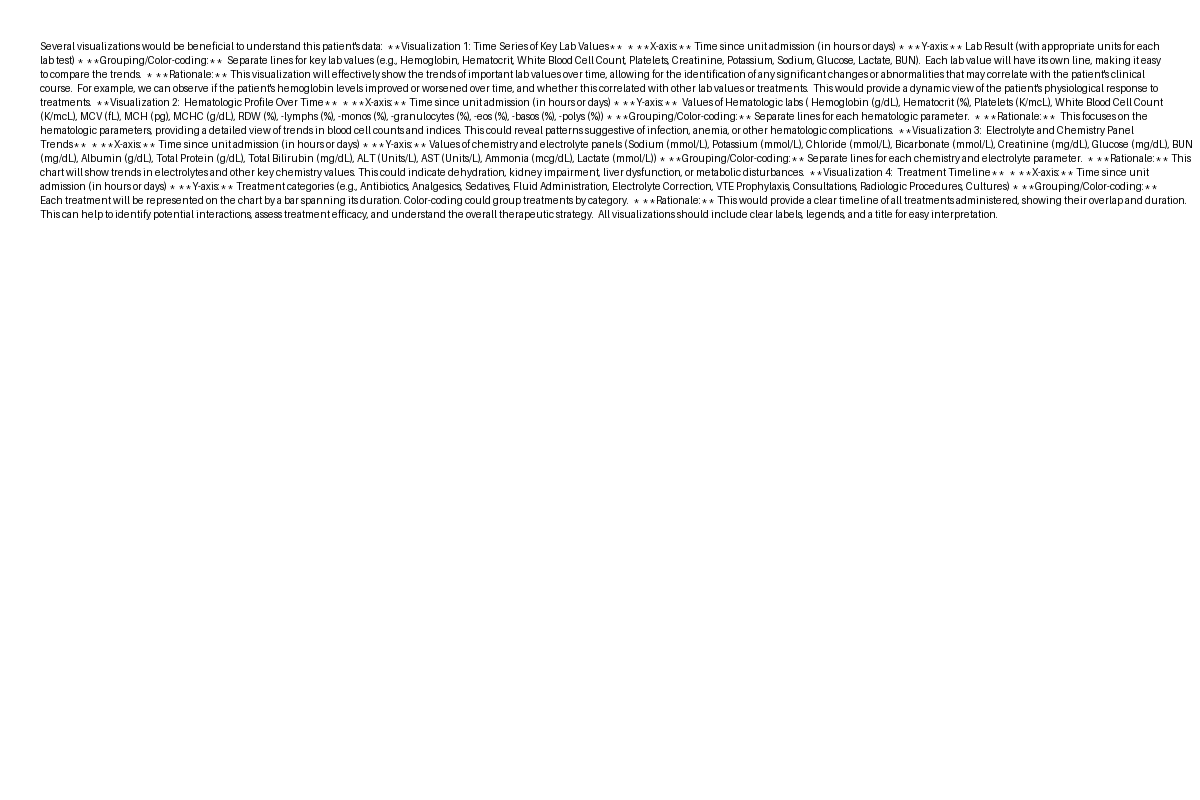 Several visualizations would be beneficial to understand this patient's data:  **Visualization 1: Time Series of Key Lab Values**  * **X-axis:** Time since unit admission (in hours or days) * **Y-axis:** Lab Result (with appropriate units for each
lab test) * **Grouping/Color-coding:**  Separate lines for key lab values (e.g., Hemoglobin, Hematocrit, White Blood Cell Count, Platelets, Creatinine, Potassium, Sodium, Glucose, Lactate, BUN).  Each lab value will have its own line, making it easy
to compare the trends.  * **Rationale:** This visualization will effectively show the trends of important lab values over time, allowing for the identification of any significant changes or abnormalities that may correlate with the patient's clinical
course.  For example, we can observe if the patient's hemoglobin levels improved or worsened over time, and whether this correlated with other lab values or treatments.  This would provide a dynamic view of the patient's physiological response to
treatments.  **Visualization 2:  Hematologic Profile Over Time**  * **X-axis:** Time since unit admission (in hours or days) * **Y-axis:**  Values of Hematologic labs ( Hemoglobin (g/dL), Hematocrit (%), Platelets (K/mcL), White Blood Cell Count
(K/mcL), MCV (fL), MCH (pg), MCHC (g/dL), RDW (%), -lymphs (%), -monos (%), -granulocytes (%), -eos (%), -basos (%), -polys (%)) * **Grouping/Color-coding:** Separate lines for each hematologic parameter.  * **Rationale:**  This focuses on the
hematologic parameters, providing a detailed view of trends in blood cell counts and indices. This could reveal patterns suggestive of infection, anemia, or other hematologic complications.  **Visualization 3:  Electrolyte and Chemistry Panel
Trends**  * **X-axis:** Time since unit admission (in hours or days) * **Y-axis:** Values of chemistry and electrolyte panels (Sodium (mmol/L), Potassium (mmol/L), Chloride (mmol/L), Bicarbonate (mmol/L), Creatinine (mg/dL), Glucose (mg/dL), BUN
(mg/dL), Albumin (g/dL), Total Protein (g/dL), Total Bilirubin (mg/dL), ALT (Units/L), AST (Units/L), Ammonia (mcg/dL), Lactate (mmol/L)) * **Grouping/Color-coding:** Separate lines for each chemistry and electrolyte parameter.  * **Rationale:** This
chart will show trends in electrolytes and other key chemistry values. This could indicate dehydration, kidney impairment, liver dysfunction, or metabolic disturbances.  **Visualization 4:  Treatment Timeline**  * **X-axis:** Time since unit
admission (in hours or days) * **Y-axis:** Treatment categories (e.g., Antibiotics, Analgesics, Sedatives, Fluid Administration, Electrolyte Correction, VTE Prophylaxis, Consultations, Radiologic Procedures, Cultures) * **Grouping/Color-coding:**
Each treatment will be represented on the chart by a bar spanning its duration. Color-coding could group treatments by category.  * **Rationale:** This would provide a clear timeline of all treatments administered, showing their overlap and duration.
This can help to identify potential interactions, assess treatment efficacy, and understand the overall therapeutic strategy.  All visualizations should include clear labels, legends, and a title for easy interpretation.